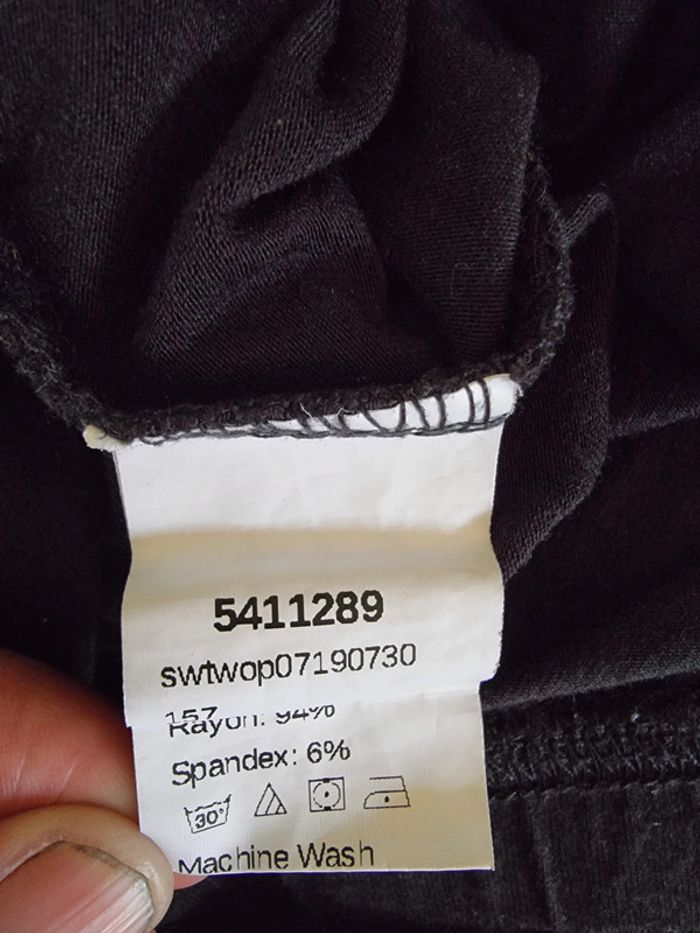 5411289
swtwop07190730
157
Rayon: 94%
Spandex: 6%
30°
Machine Wash